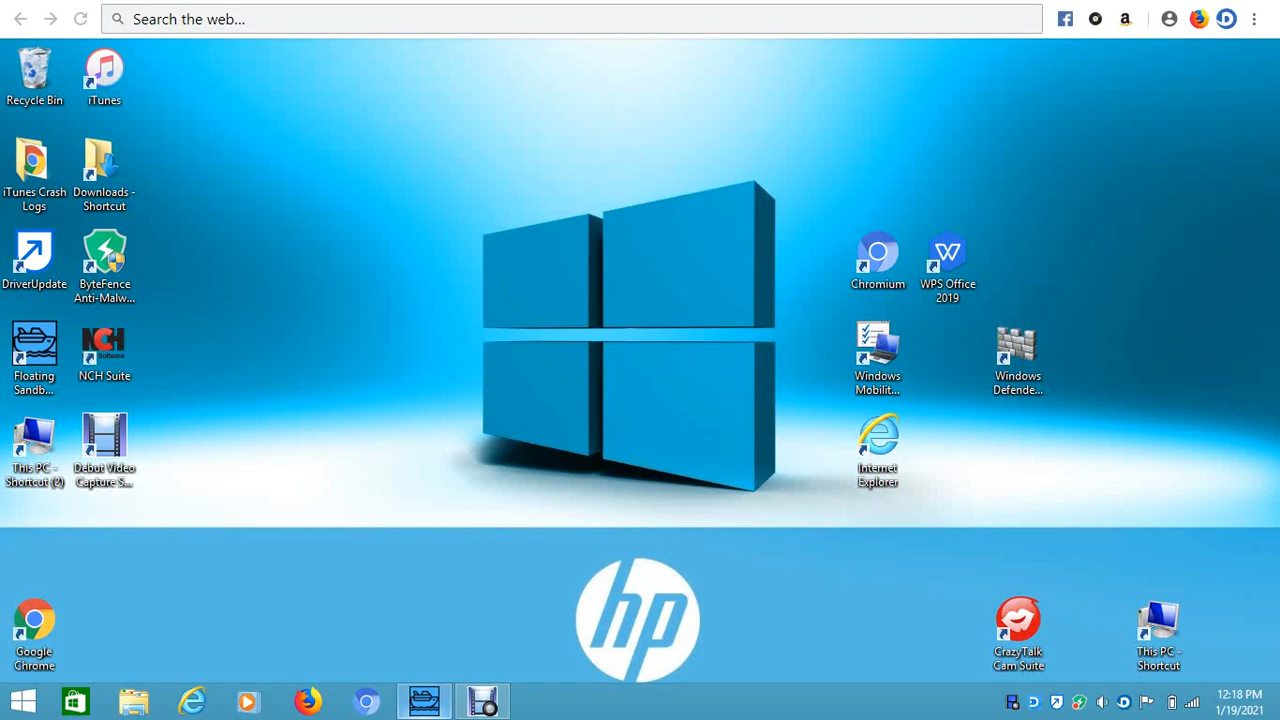 Search the web...
Recycle Bin
iTunes
iTunes Crash
Logs
Downloads -
Shortcut
DriverUpdate
ByteFence
Anti-Malw...
Chromium
WPS Office
2019
Floating
Sandb...
NCH Suite
Windows
Mobilit...
Windows
Defende...
This PC -
Shortcut (2)
Debut Video
Capture S...
Internet
Explorer
hp
Google
Chrome
CrazyTalk
Cam Suite
This PC -
Shortcut
12:18 PM
1/19/2021